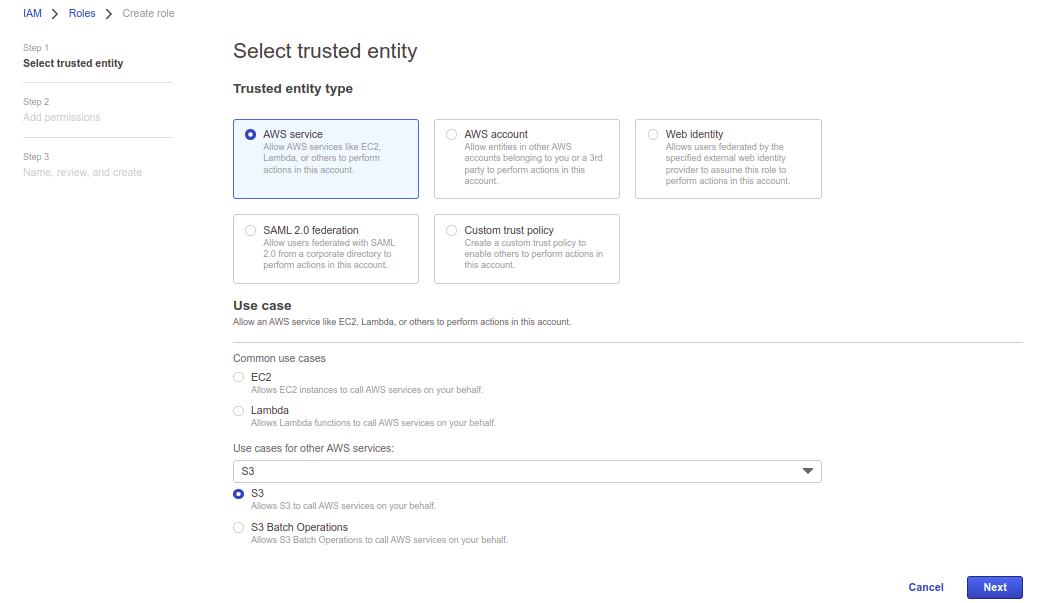 IAM > Roles > Create role
Step 1
Select trusted entity
Step 2
Add permissions
Step 3
Name, review, and create
Select trusted entity
Trusted entity type
AWS service
Allow AWS services like EC2,
Lambda, or others to perform
actions in this account.
AWS account
Allow entities in other AWS
accounts belonging to you or a 3rd
party to perform actions in this
account.
Web identity
Allows users federated by the
specified external web identity
provider to assume this role to
perform actions in this account.
SAML 2.0 federation
Allow users federated with SAML
2.0 from a corporate directory to
perform actions in this account.
Custom trust policy
Create a custom trust policy to
enable others to perform actions in
this account.
Use case
Allow an AWS service like EC2, Lambda, or others to perform actions in this account.
Common use cases
EC2
Allows EC2 instances to call AWS services on your behalf.
Lambda
Allows Lambda functions to call AWS services on your behalf.
Use cases for other AWS services:
S3
S3
Allows S3 to call AWS services on your behalf.
S3 Batch Operations
Allows S3 Batch Operations to call AWS services on your behalf.
Cancel
Next